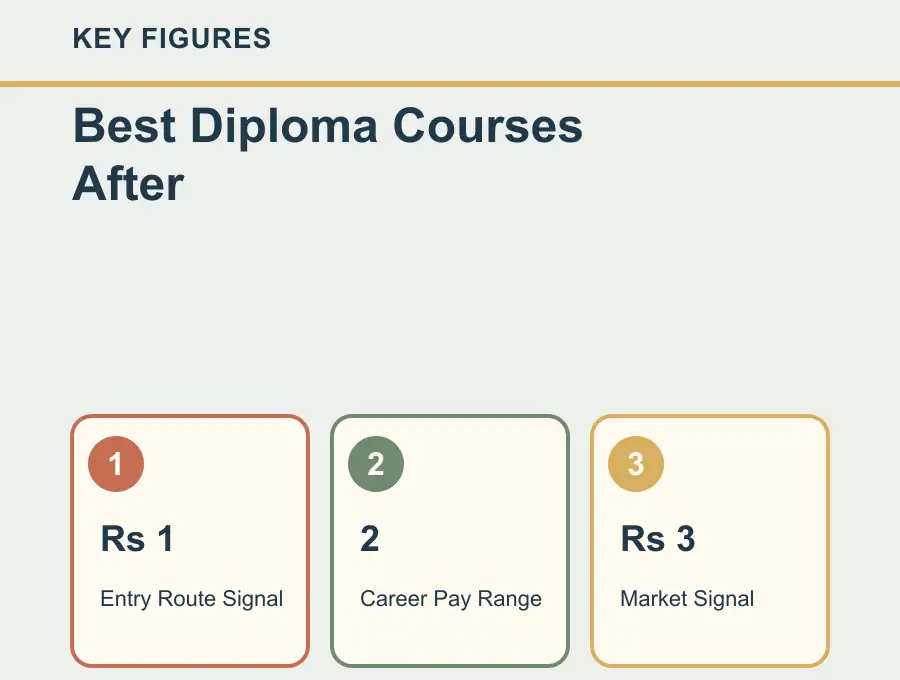 KEY FIGURES
Best Diploma Courses
After
1
Rs 1
Entry Route Signal
2
2
Career Pay Range
3
Rs 3
Market Signal